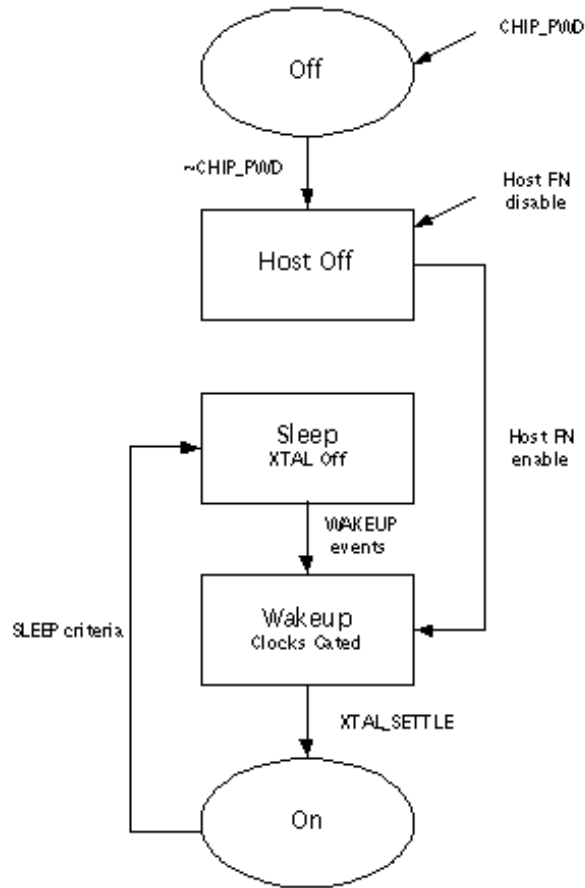 CHIP_PWD
Off
~CHIP_PWD
Host FN
disable
Host Off
Sleep
XTAL Off
Host FN
enable
WAKEUP
events
Wakeup
Clocks Gated
SLEEP criteria
XTAL_SETTLE
On